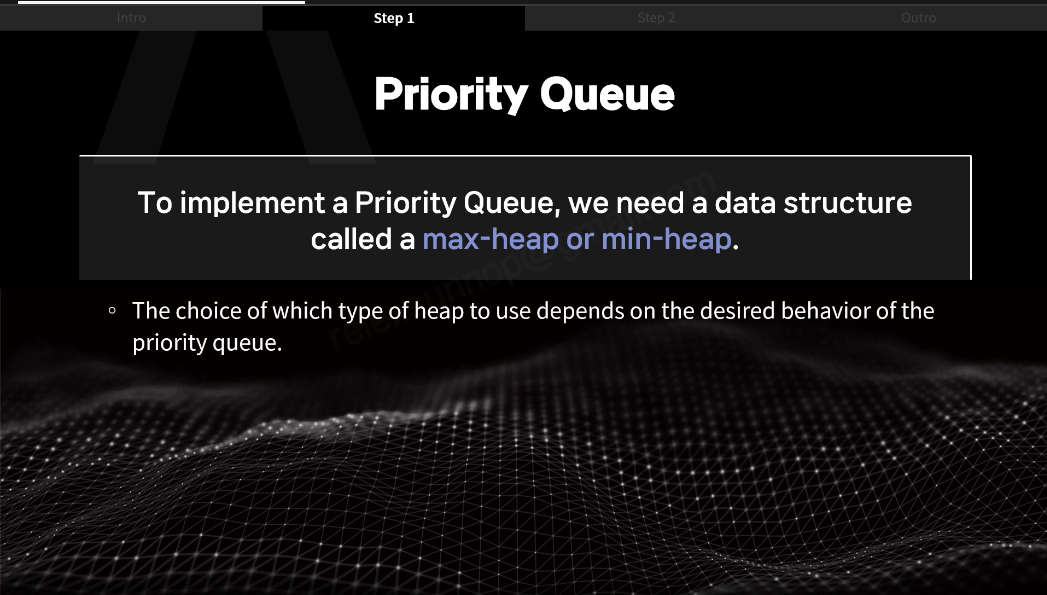 Intro
Step 1
Step 2
Outro
Priority Queue
To implement a Priority Queue, we need a data structure
called a max-heap or min-heap.
○ The choice of which type of heap to use depends on the desired behavior of the
priority queue.